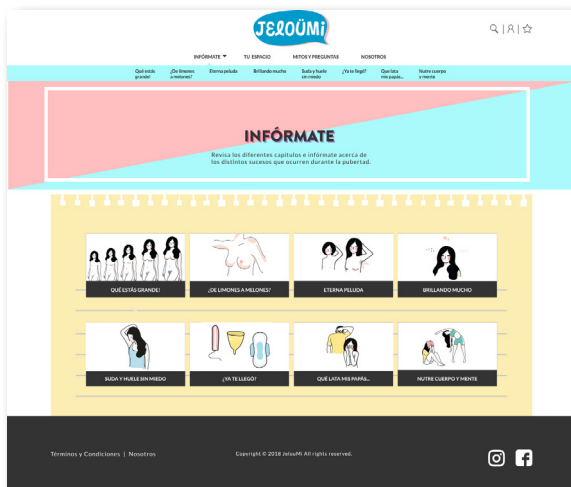 JELOÜMi
INFÓRMATE TU ESPACIO MITOS Y PREGUNTAS NOSOTROS
Qué estás grande! ¿De limones a melones? Eterna peluda Brillando mucho Suda y huele sin miedo ¿Ya te llegó? Que lata mis papás... Nutre cuerpo y mente
INFÓRMATE
Revisa los diferentes capítulos e infórmate acerca de
los distintos sucesos que ocurren durante la pubertad.
QUÉ ESTÁS GRANDE! ¿DE LIMONES A MELONES? ETERNA PELUDA BRILLANDO MUCHO
SUDA Y HUELE SIN MIEDO ¿YA TE LLEGÓ? QUÉ LATA MIS PAPÁS... NUTRE CUERPO Y MENTE
Términos y Condiciones | Nosotros Copyright © 2018 JelouMi All rights reserved.